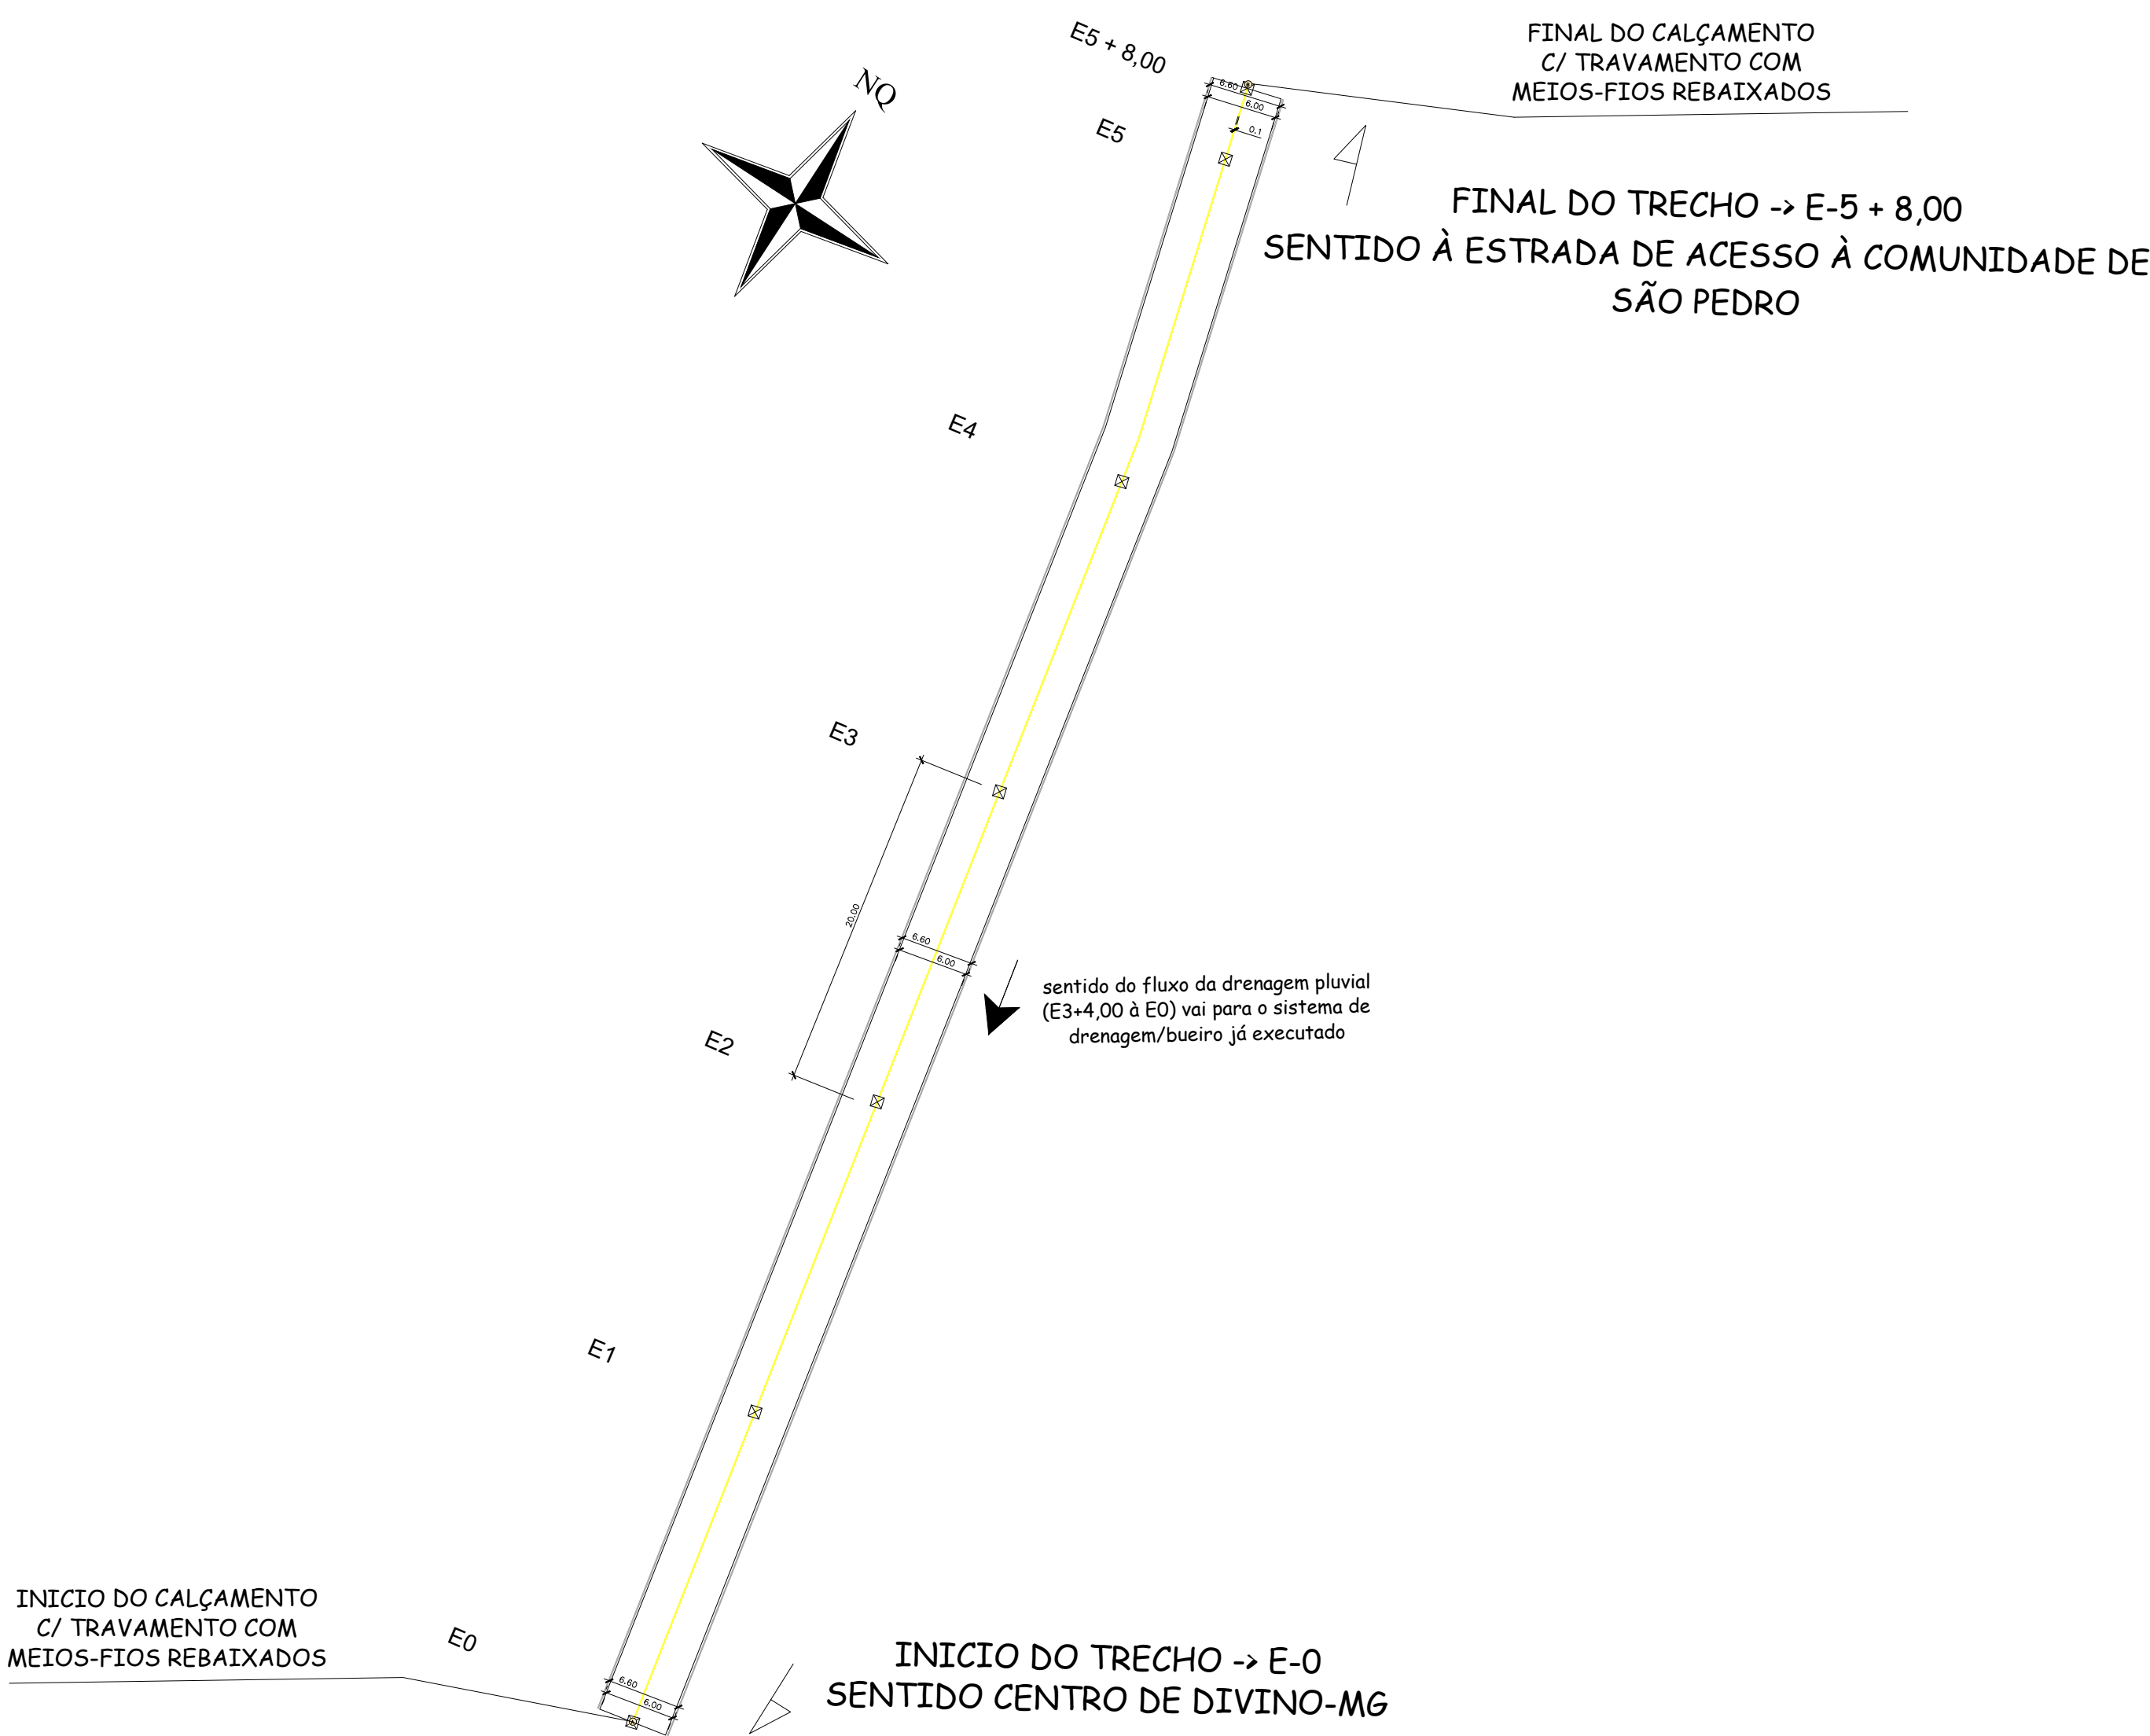 E5 + 8,00
FINAL DO CALÇAMENTO
C/ TRAVAMENTO COM
MEIOS-FIOS REBAIXADOS
NQ
6.60
6.00
0.1
E5
FINAL DO TRECHO -> E-5 + 8,00
SENTIDO À ESTRADA DE ACESSO À COMUNIDADE DE
SÃO PEDRO
E4
E3
20.00
6.60
6.00
sentido do fluxo da drenagem pluvial
(E3+4,00 à E0) vai para o sistema de
drenagem/bueiro já executado
E2
E1
INICIO DO CALÇAMENTO
C/ TRAVAMENTO COM
MEIOS-FIOS REBAIXADOS
E0
6.60
6.00
INICIO DO TRECHO -> E-0
SENTIDO CENTRO DE DIVINO-MG